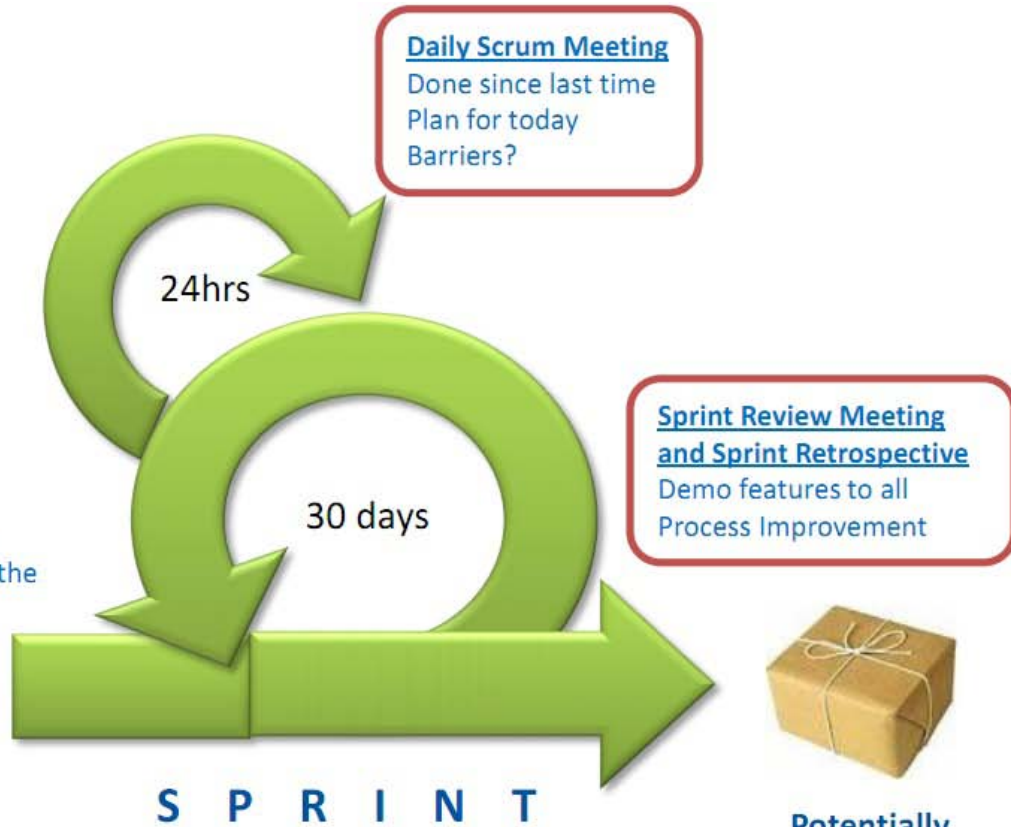 Daily Scrum Meeting
Done since last time
Plan for today
Barriers?
24hrs
30 days
Sprint Review Meeting
and Sprint Retrospective
Demo features to all
Process Improvement
the
S P R I N T
Potentially